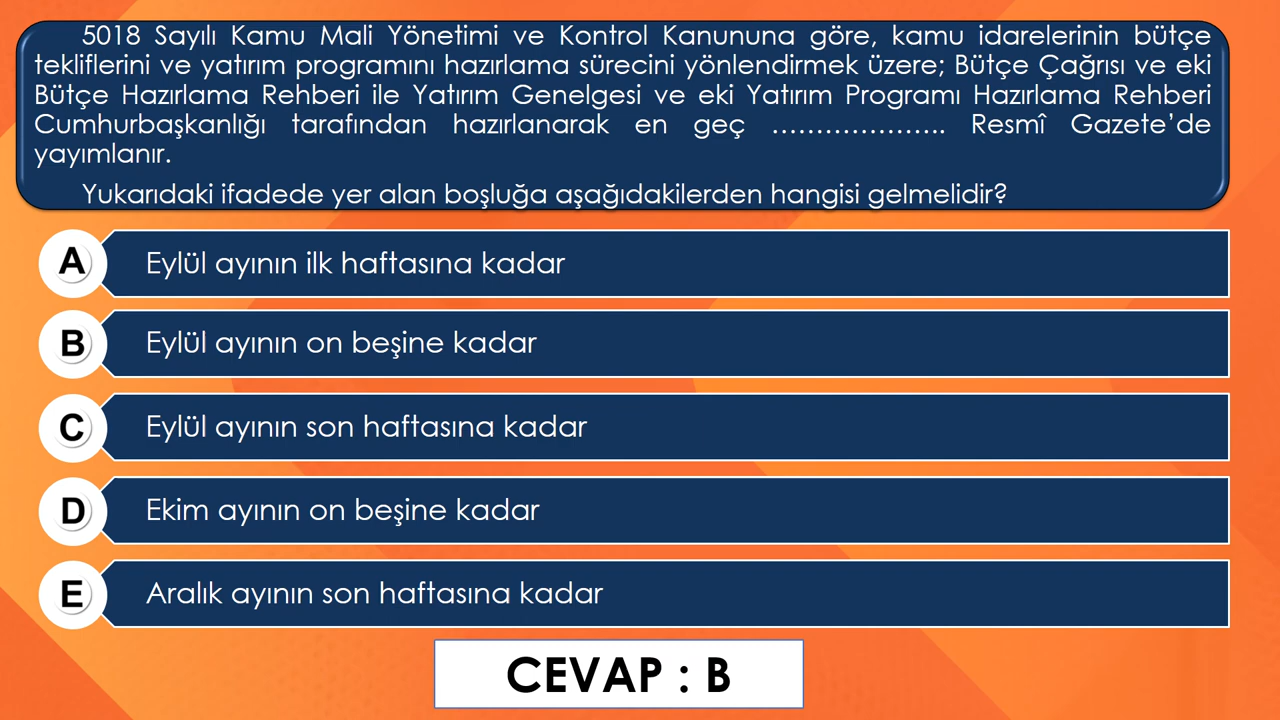 5018 Sayılı Kamu Mali Yönetimi ve Kontrol Kanununa göre, kamu idarelerinin bütçe
tekliflerini ve yatırım programını hazırlama sürecini yönlendirmek üzere; Bütçe Çağrısı ve eki
Bütçe Hazırlama Rehberi ile Yatırım Genelgesi ve eki Yatırım Programı Hazırlama Rehberi
Cumhurbaşkanlığı tarafından hazırlanarak en geç ………………….. Resmî Gazete’de
yayımlanır.
Yukarıdaki ifadede yer alan boşluğa aşağıdakilerden hangisi gelmelidir?
A Eylül ayının ilk haftasına kadar
B Eylül ayının on beşine kadar
C Eylül ayının son haftasına kadar
D Ekim ayının on beşine kadar
E Aralık ayının son haftasına kadar
CEVAP : B